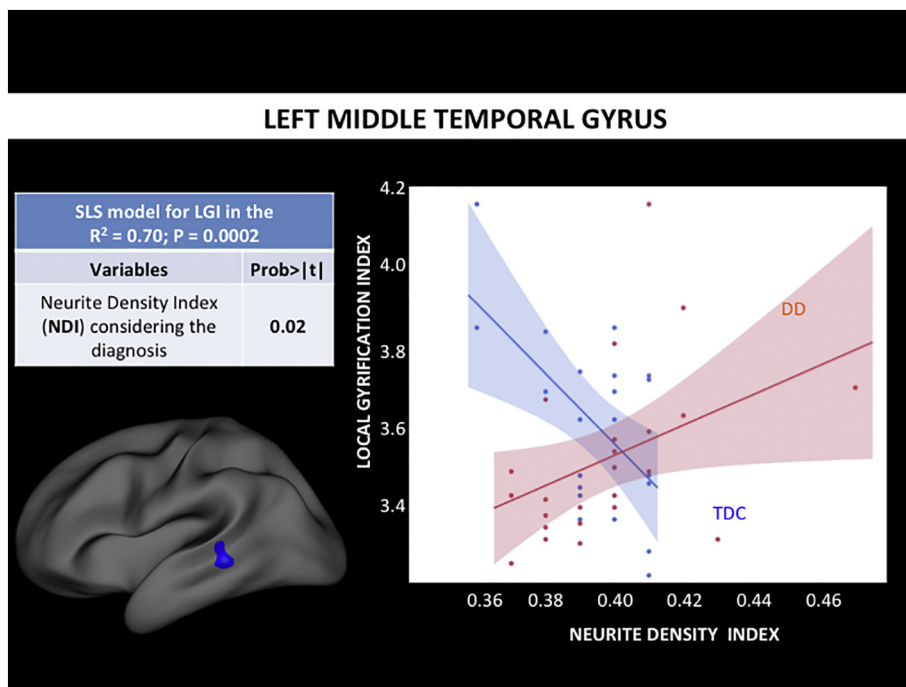 LEFT MIDDLE TEMPORAL GYRUS
SLS model for LGI in the
R² = 0.70; P = 0.0002
Variables
Prob>|t|
Neurite Density Index
(NDI) considering the
diagnosis
0.02
LOCAL GYRIFICATION INDEX
4.2
4.0
3.8
3.6
3.4
DD
TDC
0.36 0.38 0.40 0.42 0.44 0.46
NEURITE DENSITY INDEX